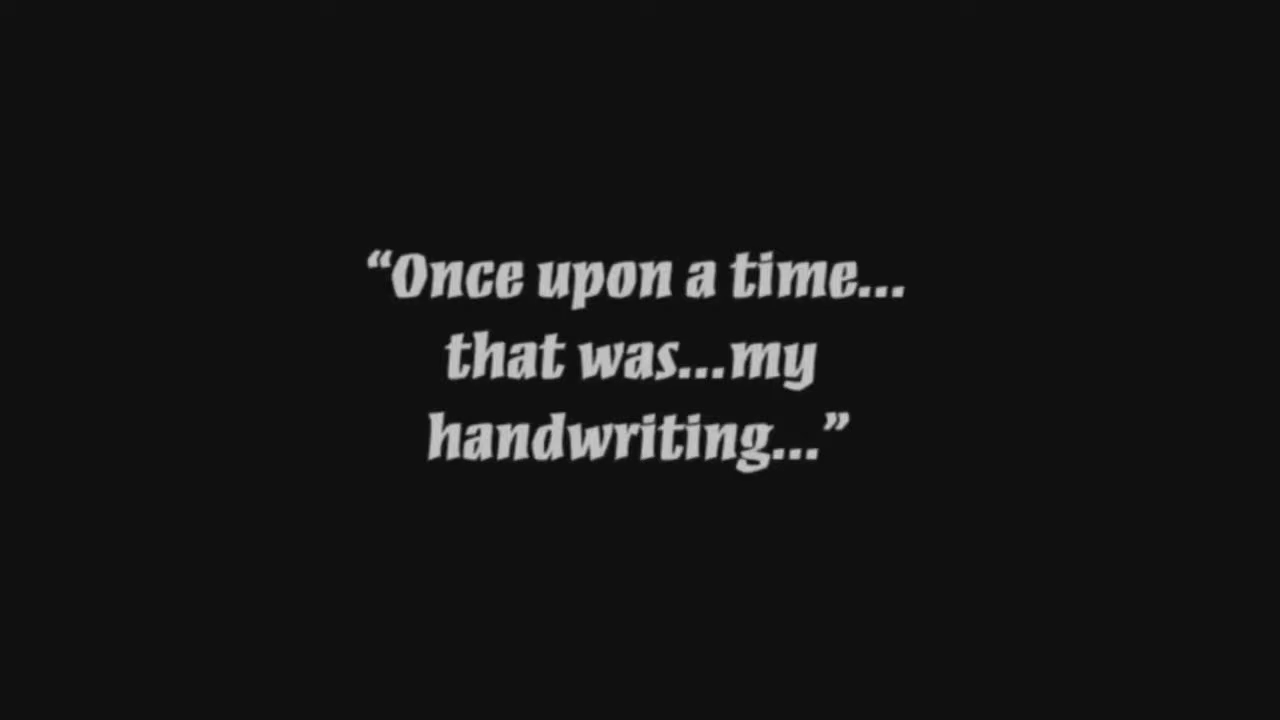 “Once upon a time...
that was...my
handwriting...”